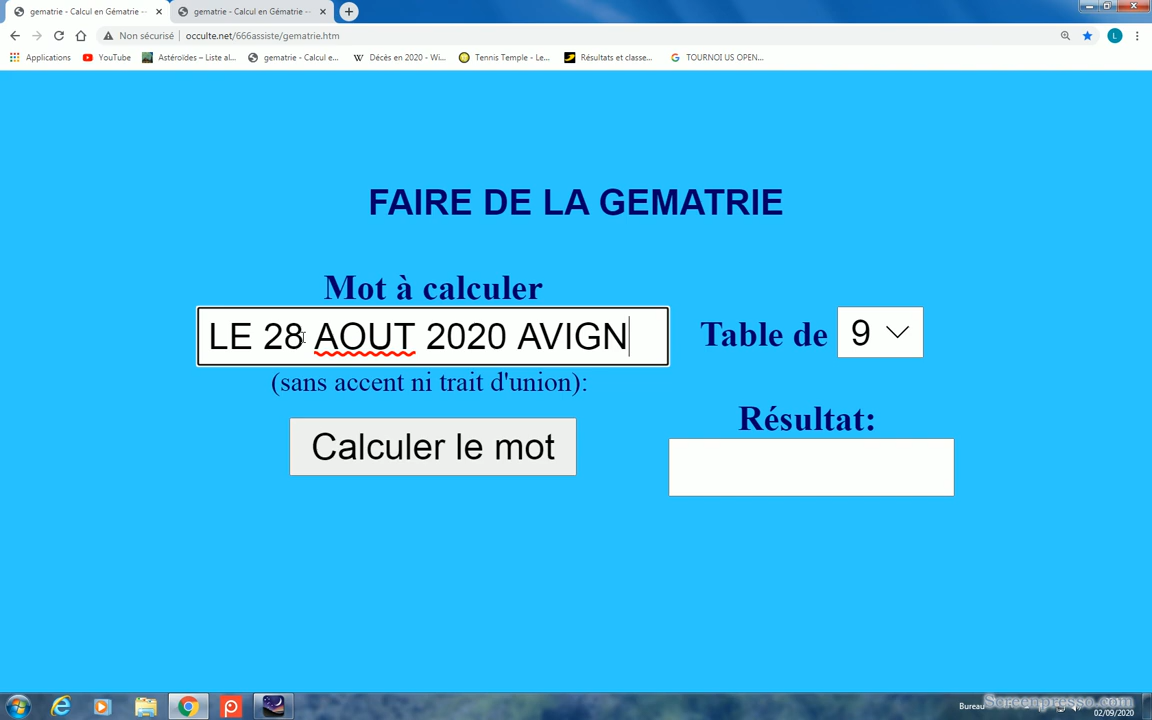 gematrie - Calcul en Gématrie -- gematrie - Calcul en Gématrie --
Non sécurisé occulte.net/666assiste/gematrie.htm L
Applications YouTube Astéroïdes – Liste al... gematrie - Calcul e... Décès en 2020 - Wi... Tennis Temple - Le... Résultats et classe... TOURNOI US OPEN...
FAIRE DE LA GEMATRIE
Mot à calculer
LE 28 AOUT 2020 AVIGN
Table de 9
(sans accent ni trait d'union):
Résultat:
Calculer le mot
Screenpresso.com
Bureau
02/09/2020